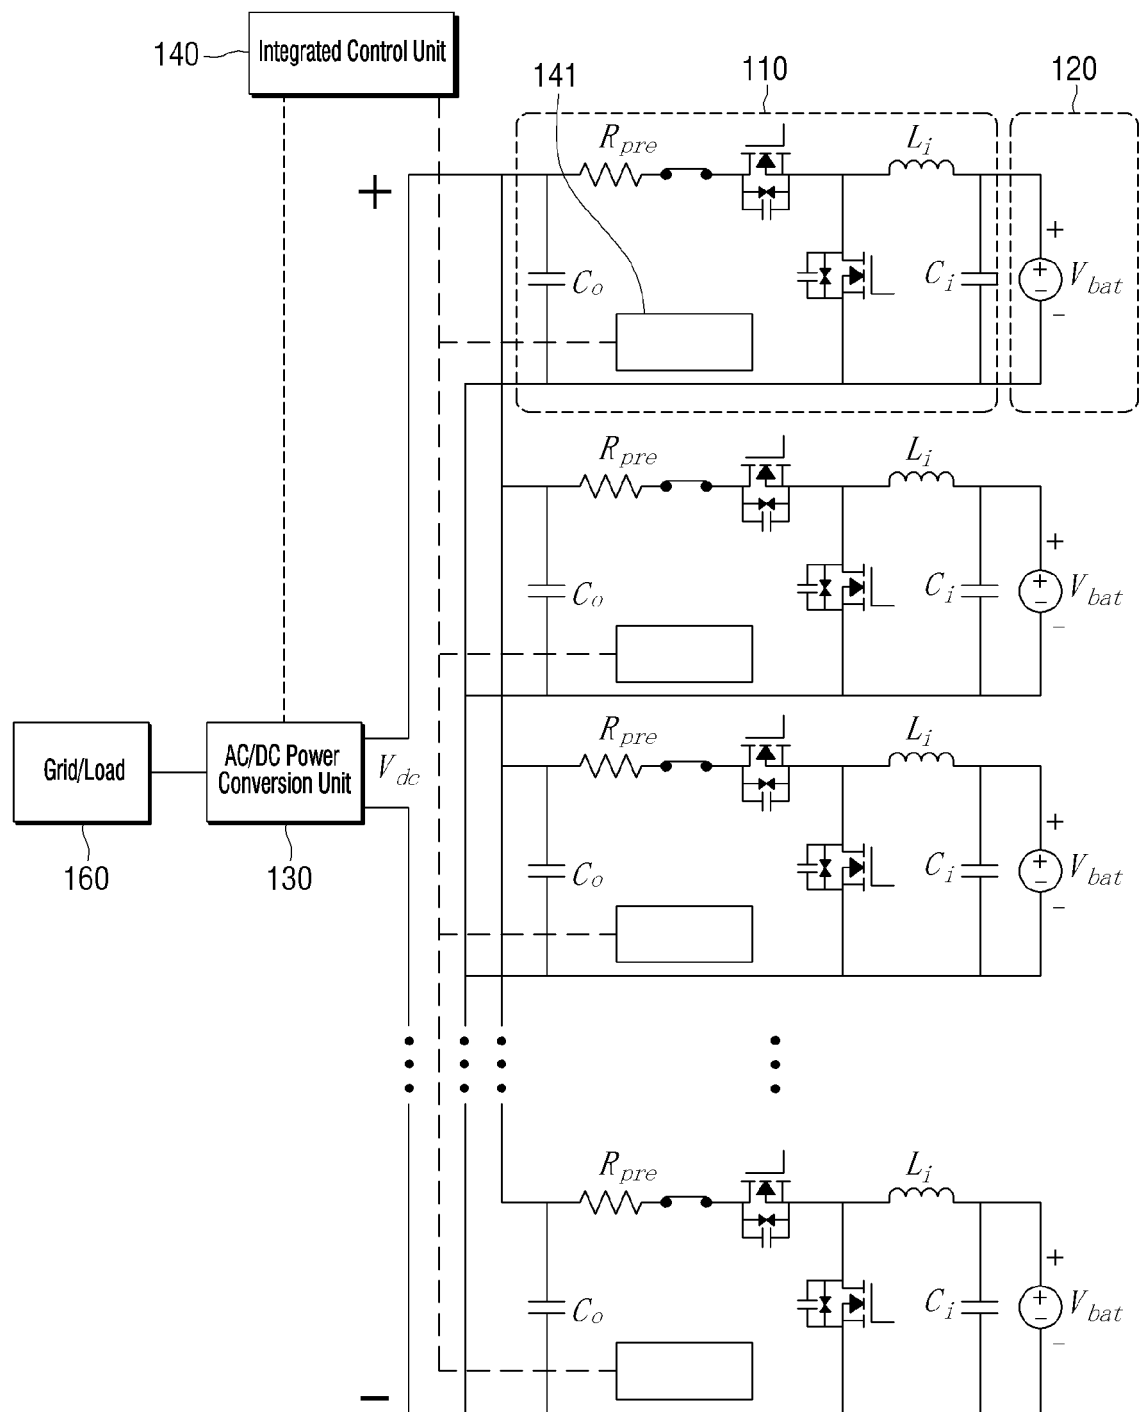 140
Integrated Control Unit
141
110
120
+
R_pre
L_i
+
C_o
C_i
+
−
V_bat
−
R_pre
L_i
+
C_o
C_i
+
−
V_bat
−
Grid/Load
AC/DC Power
Conversion Unit
V_dc
160
130
R_pre
L_i
+
C_o
C_i
+
−
V_bat
−
R_pre
L_i
+
C_o
C_i
+
−
V_bat
−
−